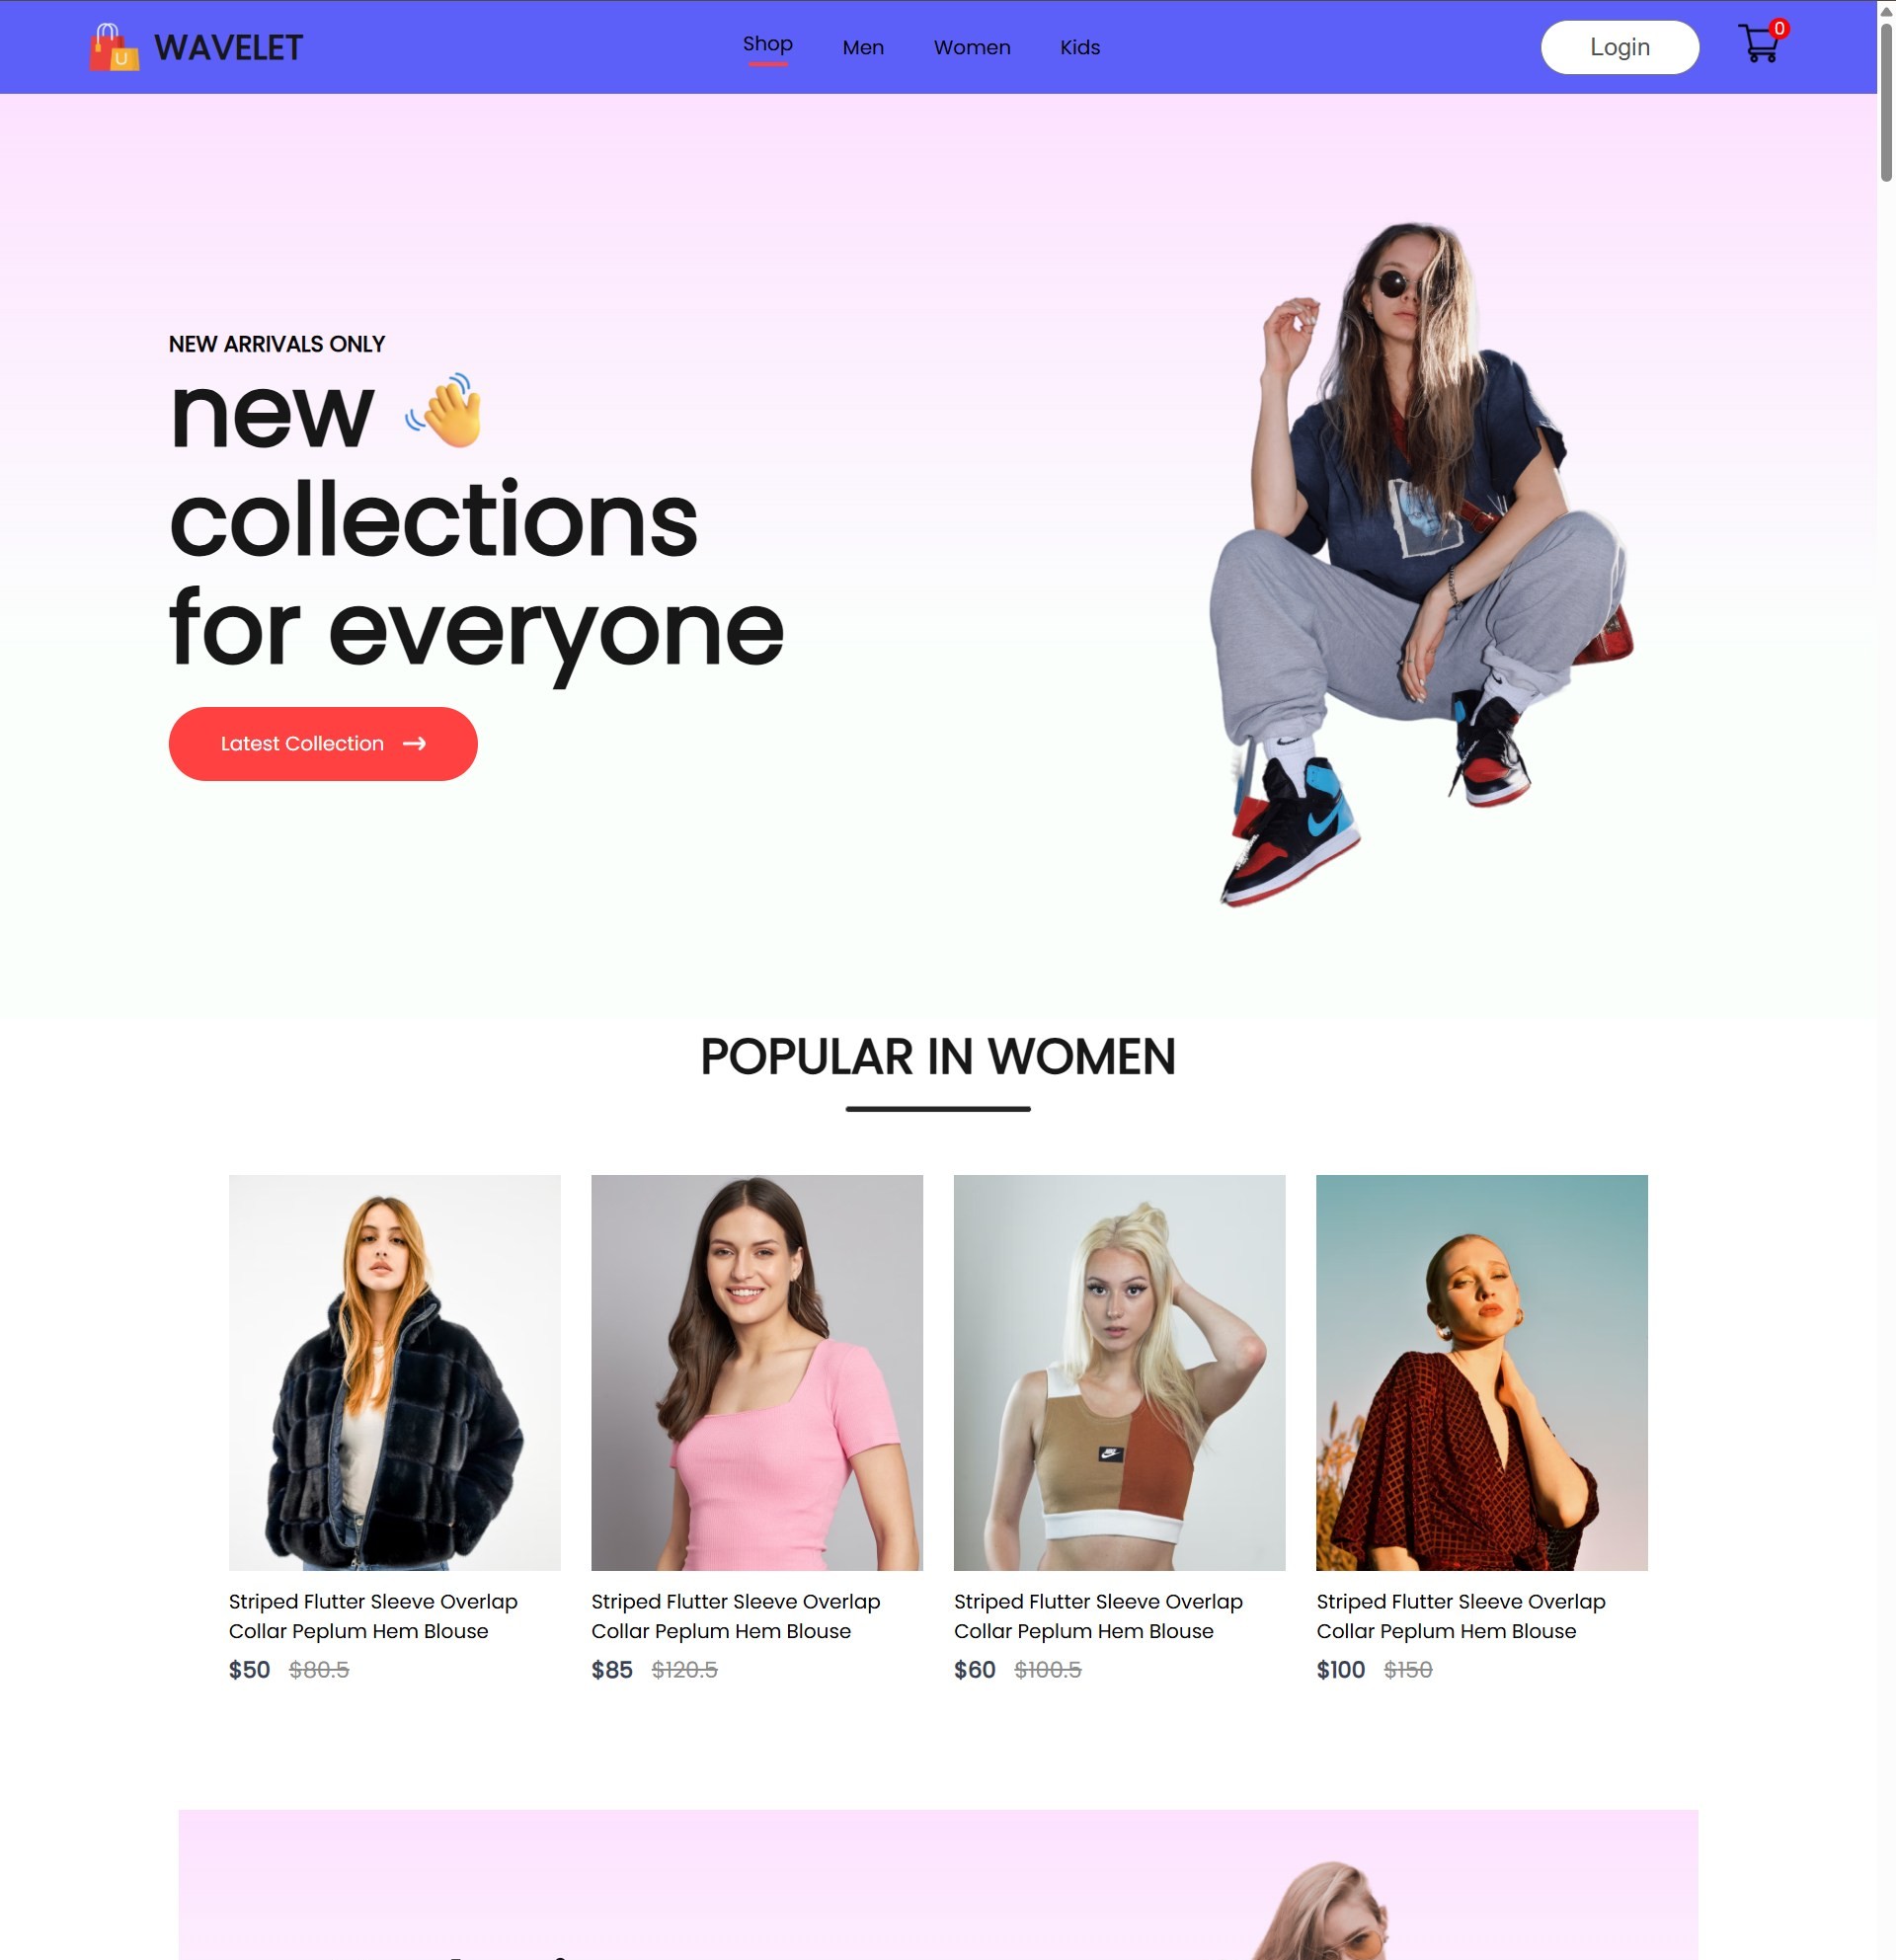 WAVELET
Shop
Men
Women
Kids
Login
0
NEW ARRIVALS ONLY
new
collections
for everyone
Latest Collection →
POPULAR IN WOMEN
Striped Flutter Sleeve Overlap
Collar Peplum Hem Blouse
$50 $80.5
Striped Flutter Sleeve Overlap
Collar Peplum Hem Blouse
$85 $120.5
Striped Flutter Sleeve Overlap
Collar Peplum Hem Blouse
$60 $100.5
Striped Flutter Sleeve Overlap
Collar Peplum Hem Blouse
$100 $150